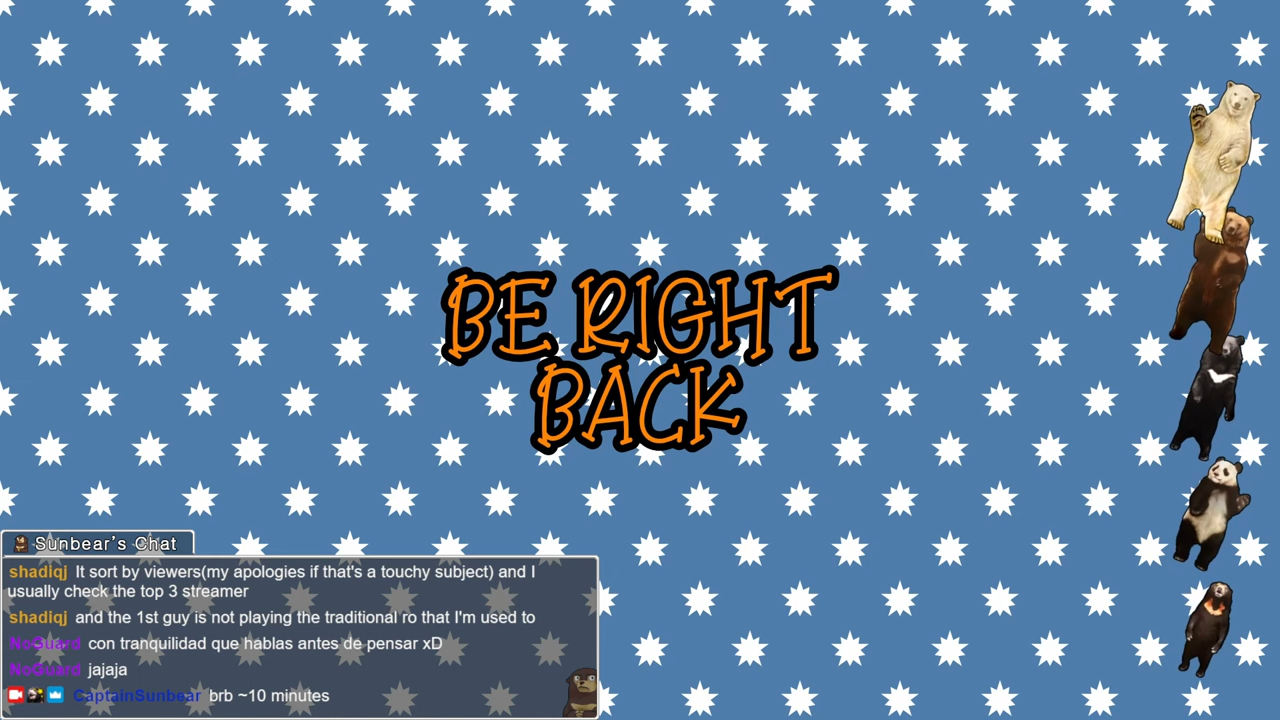 BE RIGHT
BACK
Sunbear's Chat
shadiqj It sort by viewers(my apologies if that's a touchy subject) and I
usually check the top 3 streamer
shadiqj and the 1st guy is not playing the traditional ro that I'm used to
NoGuard con tranquilidad que hablas antes de pensar xD
NoGuard jajaja
CaptainSunbear brb ~10 minutes